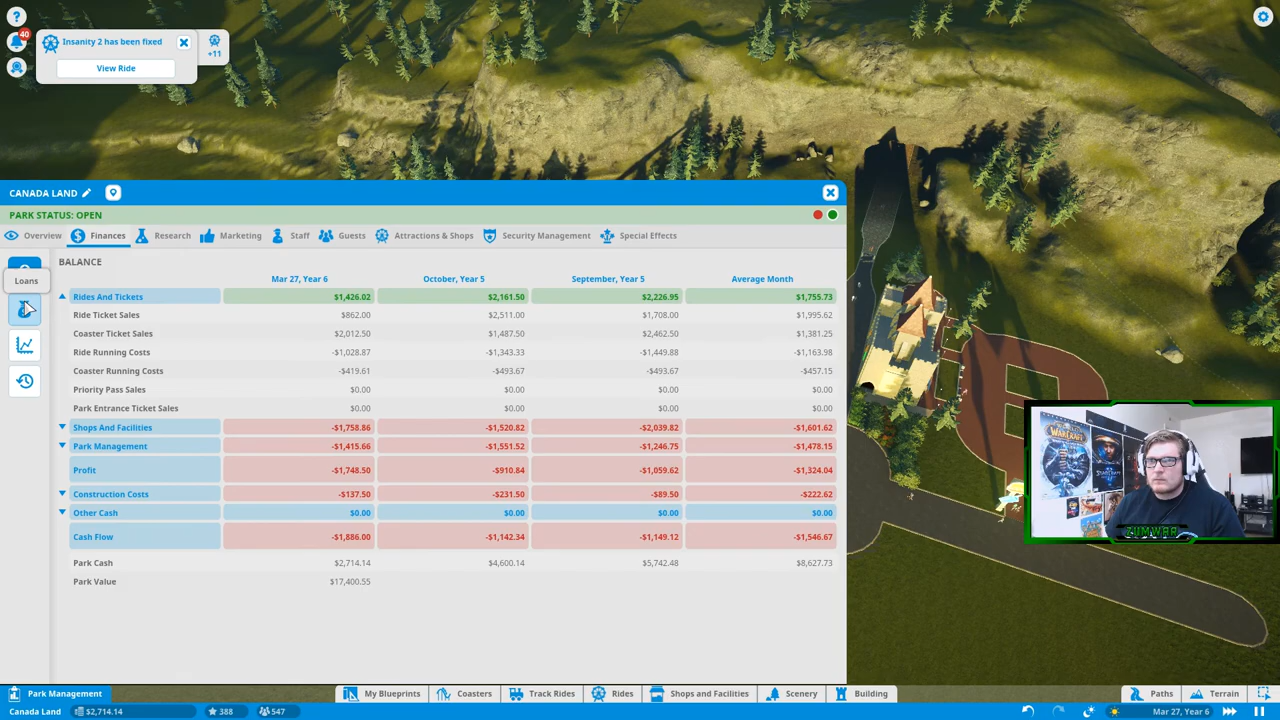 ?
40
Insanity 2 has been fixed
View Ride
+11
CANADA LAND
PARK STATUS: OPEN
Overview Finances Research Marketing Staff Guests Attractions & Shops Security Management Special Effects
BALANCE
Loans
Mar 27, Year 6 October, Year 5 September, Year 5 Average Month
Rides And Tickets $1,426.02 $2,161.50 $2,226.95 $1,755.73
Ride Ticket Sales $862.00 $2,511.00 $1,708.00 $1,995.62
Coaster Ticket Sales $2,012.50 $1,487.50 $2,462.50 $1,381.25
Ride Running Costs -$1,028.87 -$1,343.33 -$1,449.88 -$1,163.98
Coaster Running Costs -$419.61 -$493.67 -$493.67 -$457.15
Priority Pass Sales $0.00 $0.00 $0.00 $0.00
Park Entrance Ticket Sales $0.00 $0.00 $0.00 $0.00
Shops And Facilities -$1,758.86 -$1,520.82 -$2,039.82 -$1,601.62
Park Management -$1,415.66 -$1,551.52 -$1,246.75 -$1,478.15
Profit -$1,748.50 -$910.84 -$1,059.62 -$1,324.04
Construction Costs -$137.50 -$231.50 -$89.50 -$222.62
Other Cash $0.00 $0.00 $0.00 $0.00
Cash Flow -$1,886.00 -$1,142.34 -$1,149.12 -$1,546.67
Park Cash $2,714.14 $4,600.14 $5,742.48 $8,627.73
Park Value $17,400.55
WARCRAFT
STARCRAFT
ZUMWAR
Park Management My Blueprints Coasters Track Rides Rides Shops and Facilities Scenery Building Paths Terrain
Canada Land $2,714.14 388 547 Mar 27, Year 6